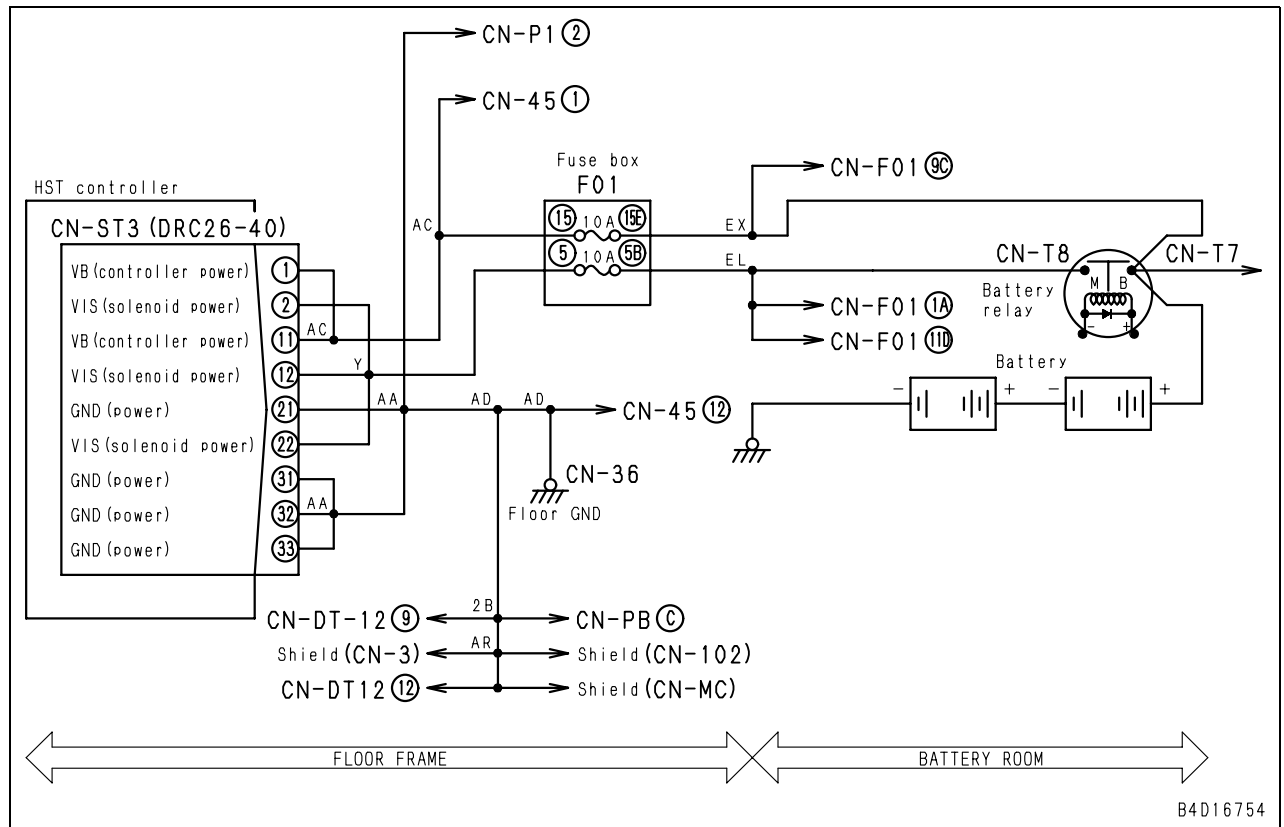 CN-P1 ②
CN-45 ①
Fuse box
F01
CN-F01 9C
HST controller
CN-ST3 (DRC26-40)
AC
15 10A 15E
EX
5 10A 5B
EL
CN-T8
CN-T7
M B
Battery
relay
- +
CN-F01 1A
CN-F01 11D
VB (controller power) 1
VIS (solenoid power) 2
VB (controller power) 11
AC
VIS (solenoid power) 12
Y
GND (power) 21
AA
AD
AD
CN-45 12
VIS (solenoid power) 22
GND (power) 31
GND (power) 32
AA
GND (power) 33
Battery
- + - +
CN-36
Floor GND
CN-DT-12 9
2B
CN-PB C
Shield (CN-3)
AR
Shield (CN-102)
CN-DT12 12
Shield (CN-MC)
FLOOR FRAME
BATTERY ROOM
B4D16754